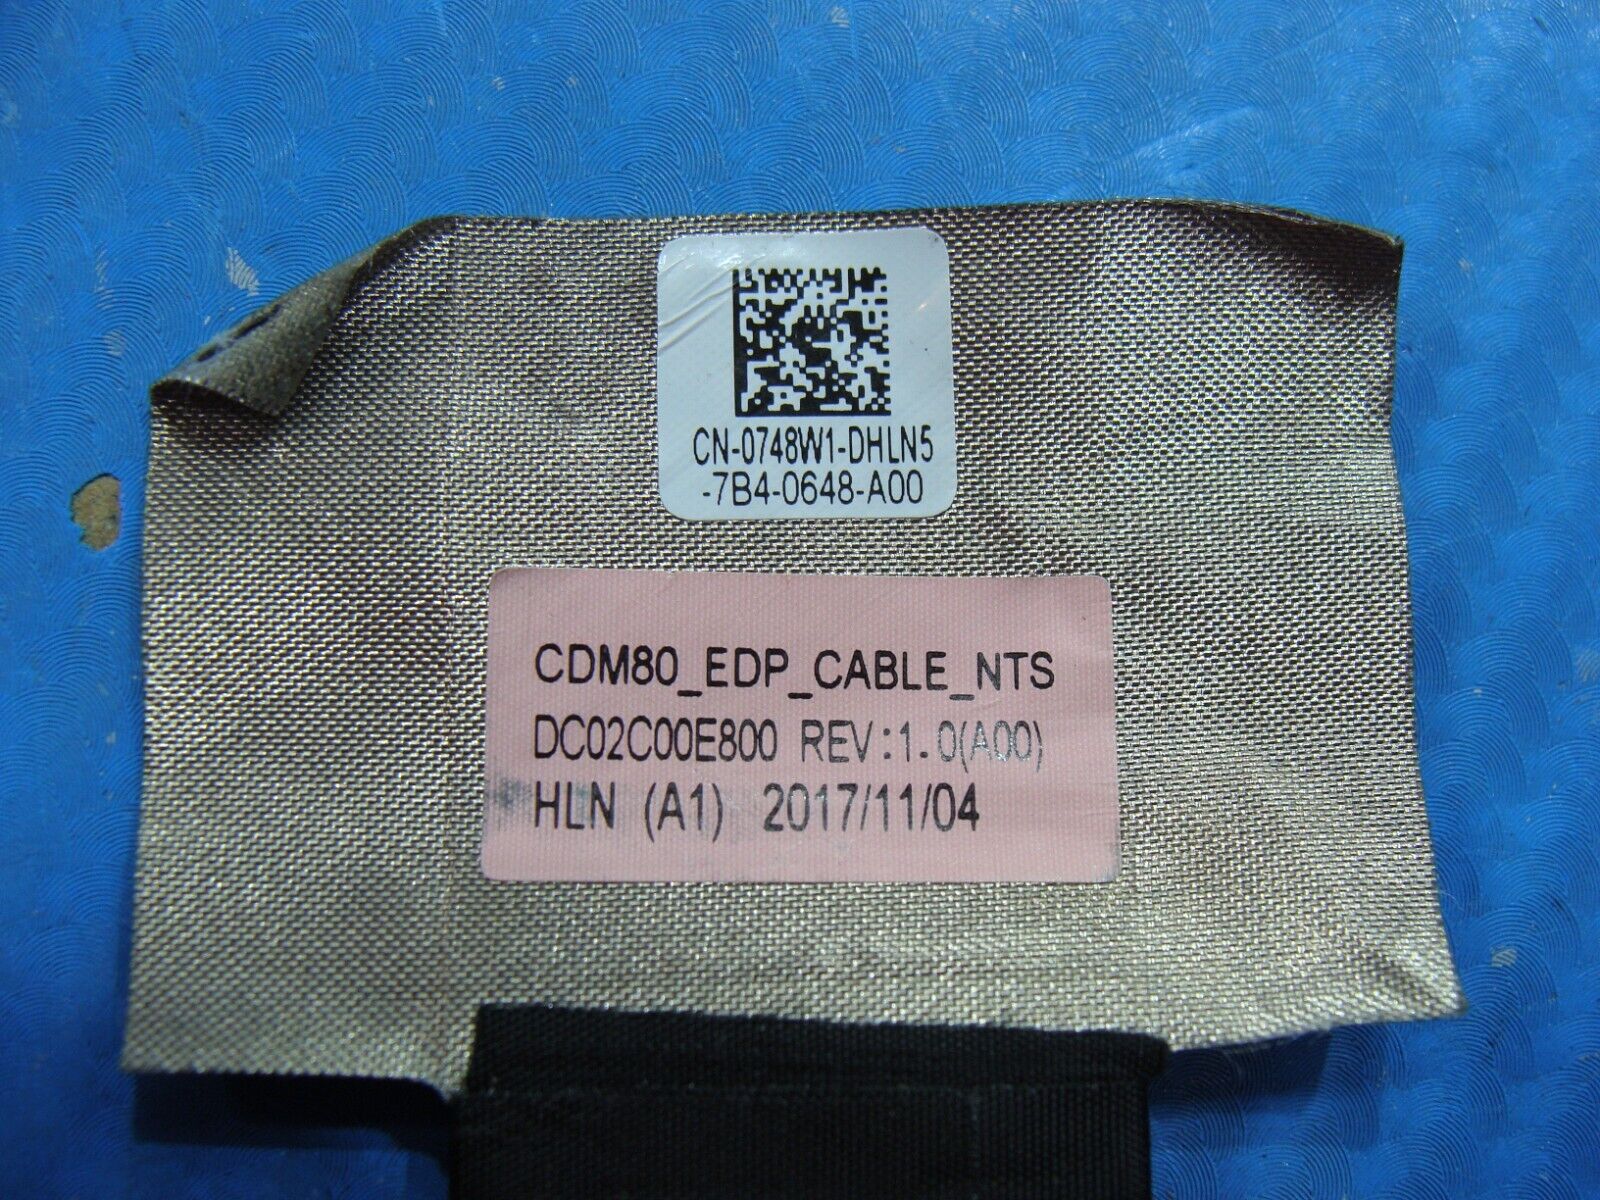 CN-0748W1-DHLN5
-7B4-0648-A00
CDM80_EDP_CABLE_NTS
DC02C00E800 REV:1.0(A00)
HLN (A1) 2017/11/04